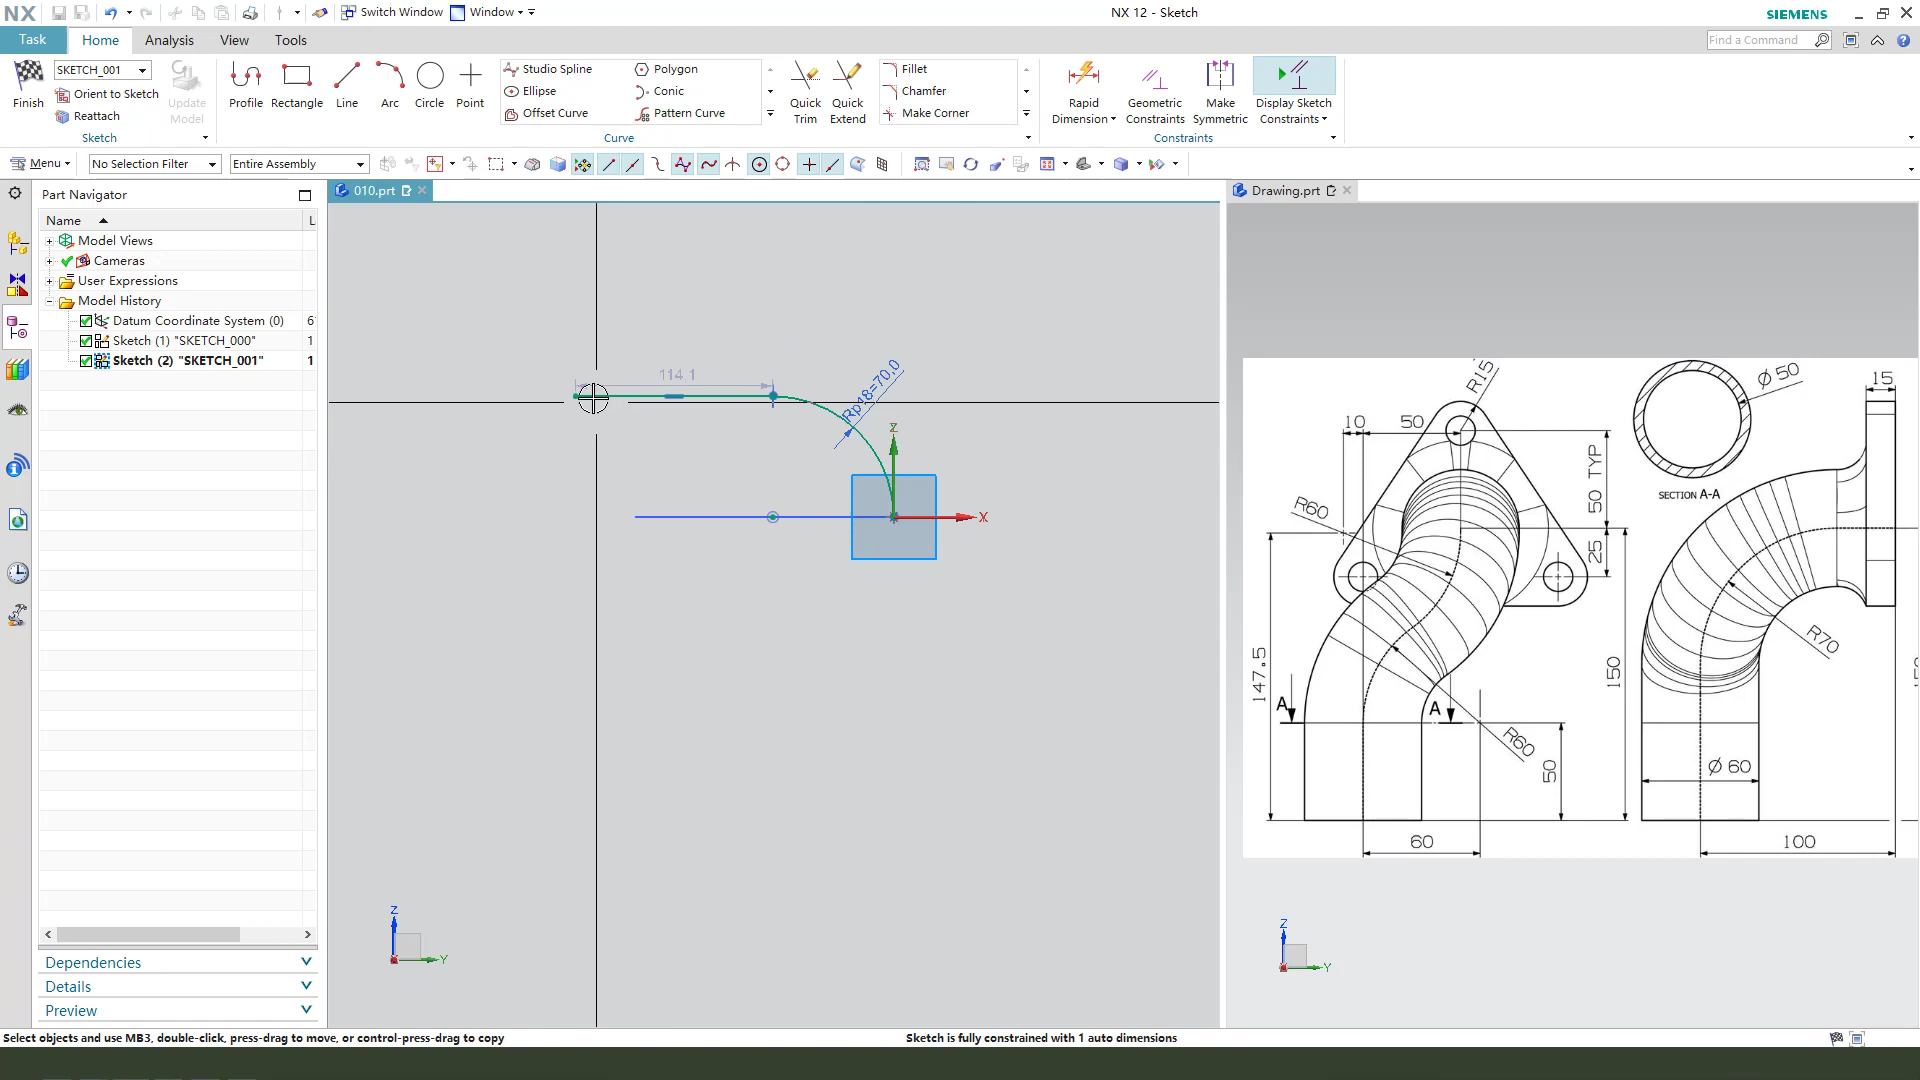 NX
Switch Window
Window
NX 12 - Sketch
SIEMENS
Task
Home
Analysis
View
Tools
Find a Command
SKETCH_001
Orient to Sketch
Reattach
Finish
Update Model
Sketch
Profile
Rectangle
Line
Arc
Circle
Point
Studio Spline
Ellipse
Offset Curve
Polygon
Conic
Pattern Curve
Quick Trim
Quick Extend
Fillet
Chamfer
Make Corner
Curve
Rapid Dimension
Geometric Constraints
Make Symmetric
Display Sketch Constraints
Constraints
Menu
No Selection Filter
Entire Assembly
Part Navigator
Name
L
Model Views
Cameras
User Expressions
Model History
Datum Coordinate System (0)
6
Sketch (1) "SKETCH_000"
1
Sketch (2) "SKETCH_001"
1
Dependencies
Details
Preview
010.prt
114.1
Rp18=70,0
Z
X
Z
Y
Drawing.prt
R15
Ø 50
15
10
50
50 TYP
SECTION A-A
R60
25
R70
147.5
150
A
A
R60
50
Ø 60
60
100
Z
Y
Select objects and use MB3, double-click, press-drag to move, or control-press-drag to copy
Sketch is fully constrained with 1 auto dimensions